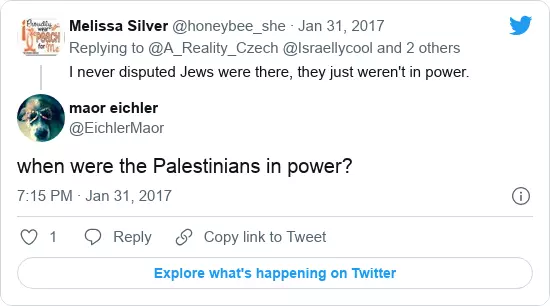 Proudly
wear
POOCH
for
Me
Melissa Silver @honeybee_she · Jan 31, 2017
Replying to @A_Reality_Czech @Israellycool and 2 others
I never disputed Jews were there, they just weren't in power.
maor eichler
@EichlerMaor
when were the Palestinians in power?
7:15 PM · Jan 31, 2017
1 Reply Copy link to Tweet
Explore what's happening on Twitter